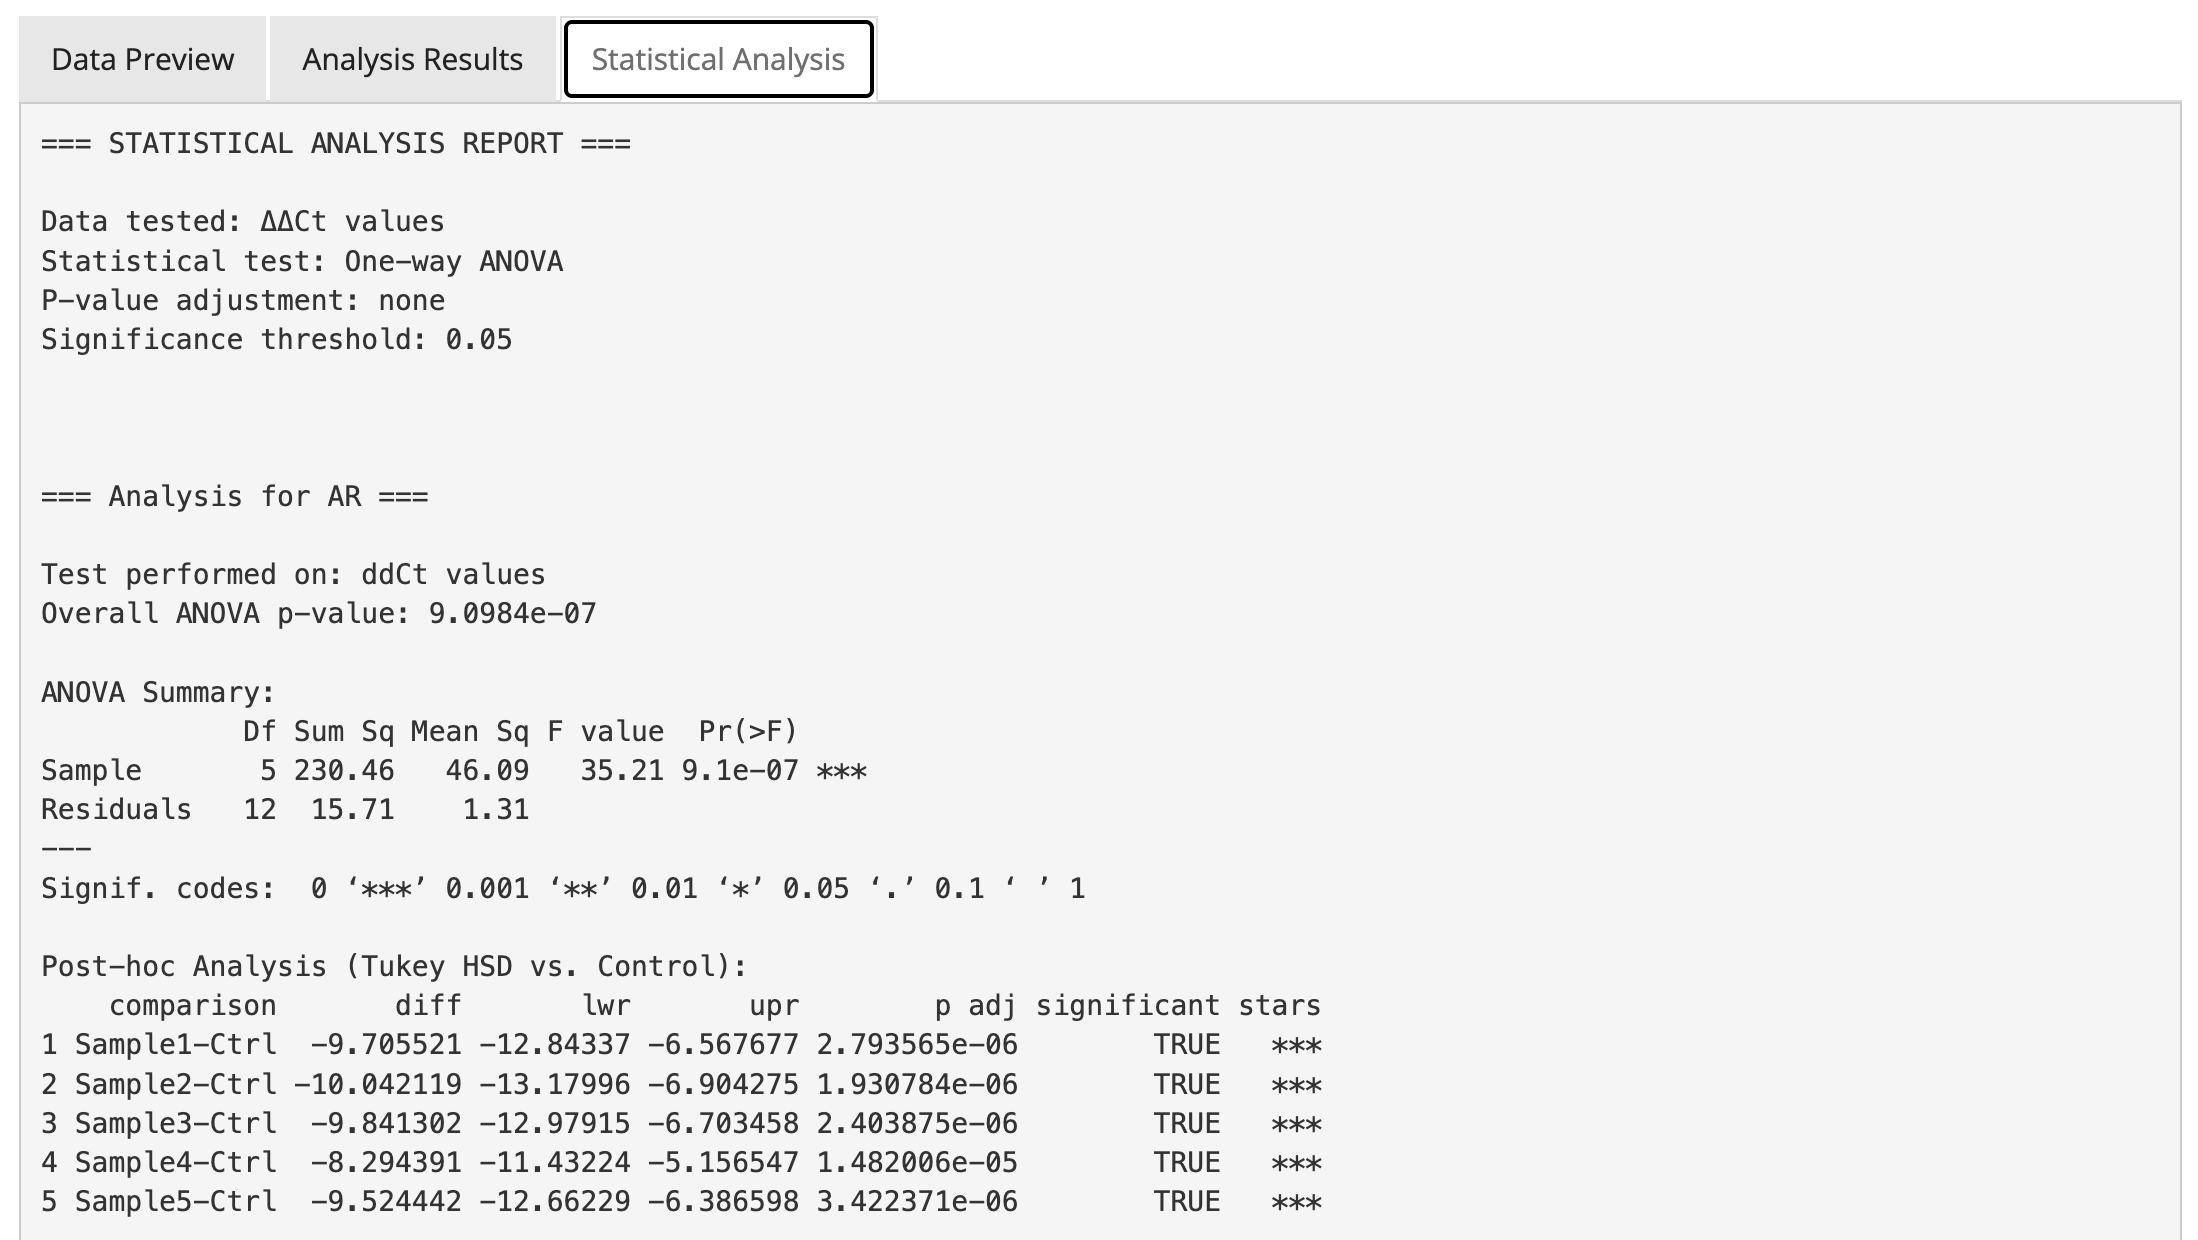 Data Preview Analysis Results Statistical Analysis
=== STATISTICAL ANALYSIS REPORT ===
Data tested: ΔΔCt values
Statistical test: One-way ANOVA
P-value adjustment: none
Significance threshold: 0.05
=== Analysis for AR ===
Test performed on: ddCt values
Overall ANOVA p-value: 9.0984e-07
ANOVA Summary:
            Df Sum Sq Mean Sq F value  Pr(>F)
Sample       5 230.46   46.09   35.21 9.1e-07 ***
Residuals   12  15.71    1.31
---
Signif. codes:  0 ‘***’ 0.001 ‘**’ 0.01 ‘*’ 0.05 ‘.’ 0.1 ‘ ’ 1
Post-hoc Analysis (Tukey HSD vs. Control):
    comparison       diff       lwr       upr        p adj significant stars
1 Sample1-Ctrl  -9.705521 -12.84337 -6.567677 2.793565e-06        TRUE   ***
2 Sample2-Ctrl -10.042119 -13.17996 -6.904275 1.930784e-06        TRUE   ***
3 Sample3-Ctrl  -9.841302 -12.97915 -6.703458 2.403875e-06        TRUE   ***
4 Sample4-Ctrl  -8.294391 -11.43224 -5.156547 1.482006e-05        TRUE   ***
5 Sample5-Ctrl  -9.524442 -12.66229 -6.386598 3.422371e-06        TRUE   ***